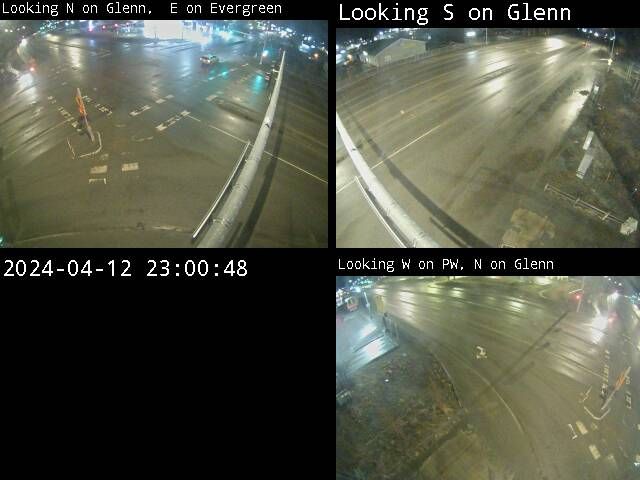 Looking N on Glenn,  E on Evergreen
Looking S on Glenn
2024-04-12 23:00:48
Looking W on PW, N on Glenn